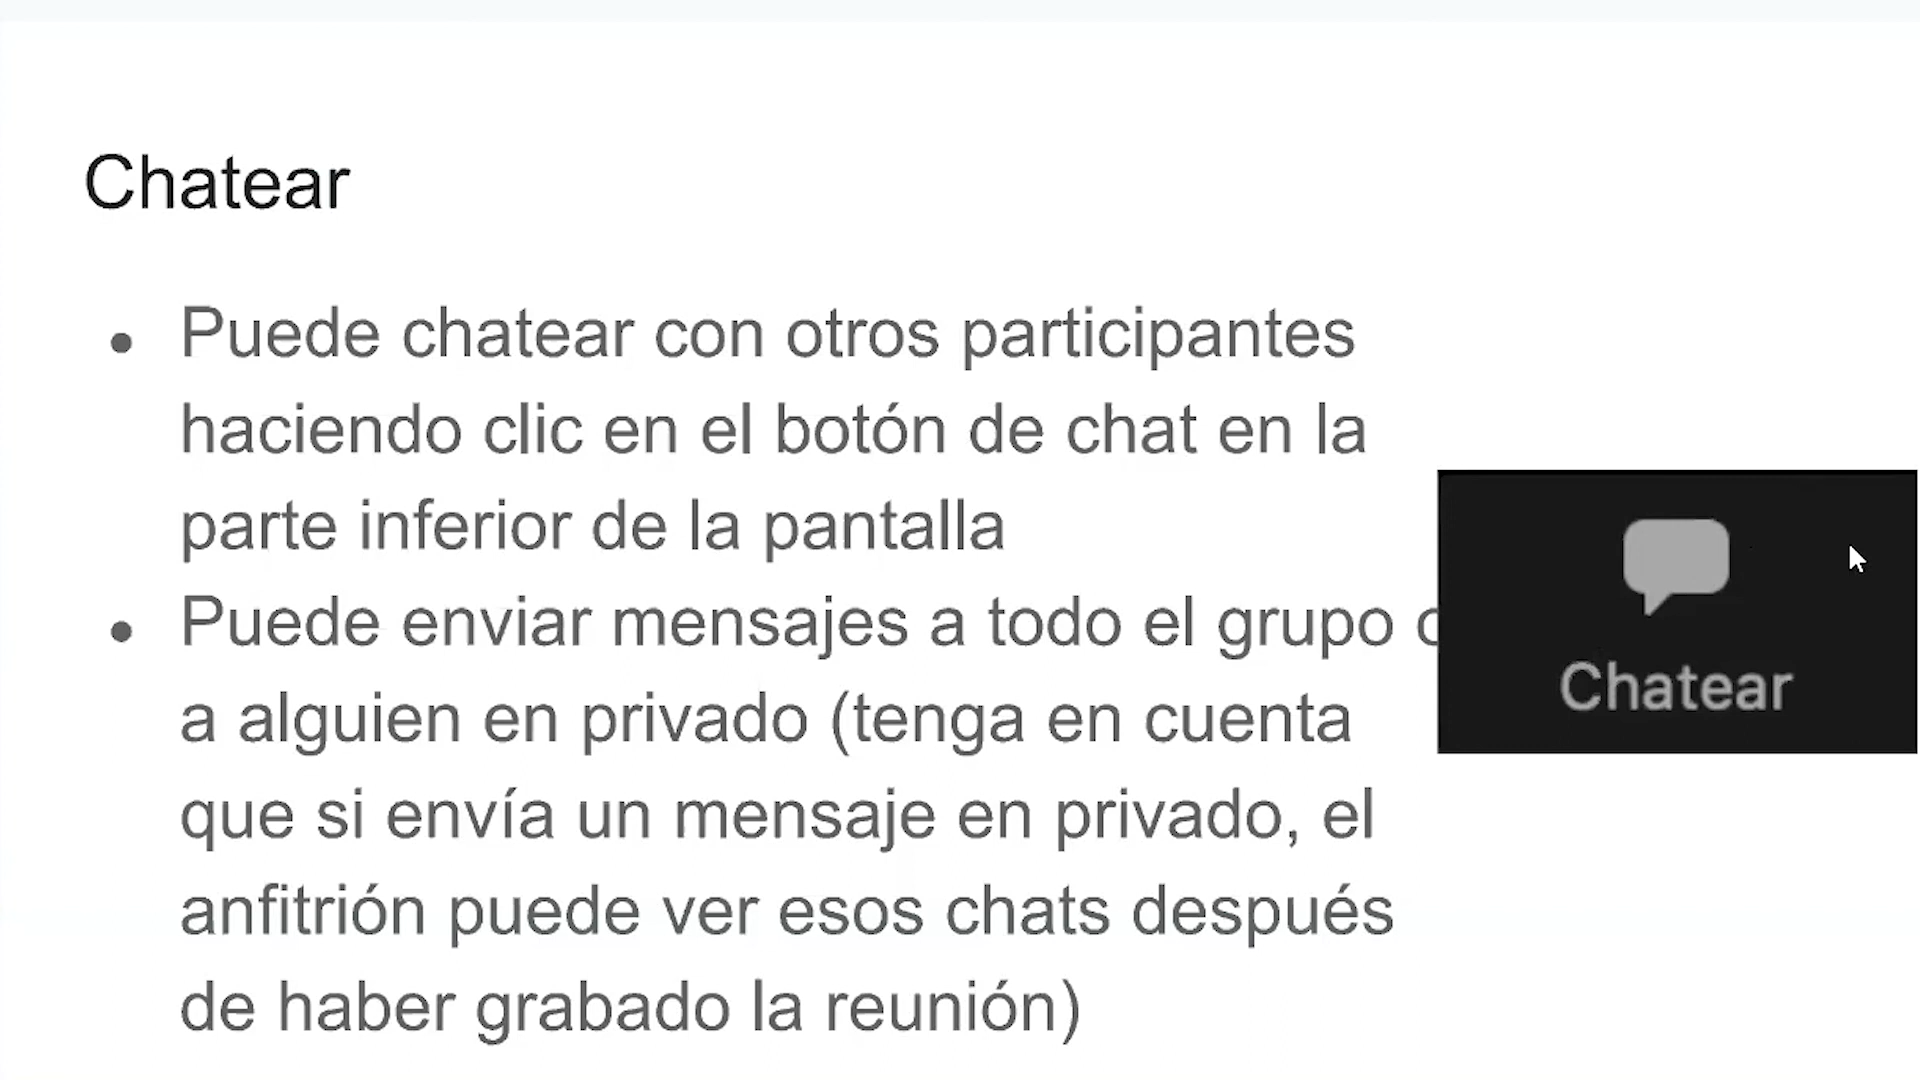 Chatear
Puede chatear con otros participantes
haciendo clic en el botón de chat en la
parte inferior de la pantalla
Puede enviar mensajes a todo el grupo
a alguien en privado (tenga en cuenta
que si envía un mensaje en privado, el
anfitrión puede ver esos chats después
de haber grabado la reunión)
Chatear